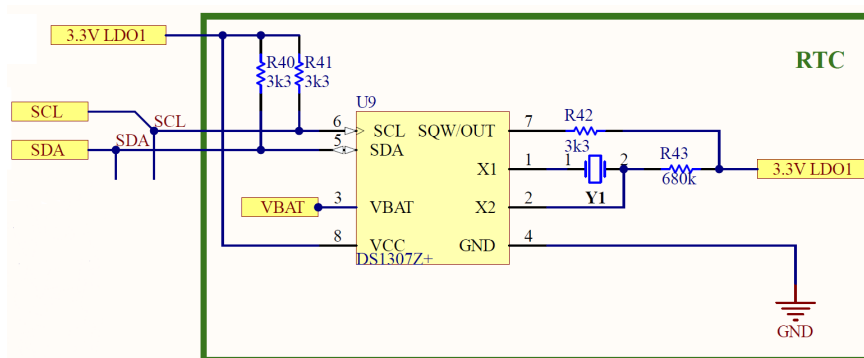 3.3V LDO1
RTC
R40 R41
3k3 3k3
U9
SCL
SCL
SDA
SDA
6 SCL SQW/OUT 7
5 SDA
R42
3k3
X1 1 1 2
R43
680k
3.3V LDO1
Y1
VBAT 3 VBAT X2 2
8 VCC GND 4
DS1307Z+
GND